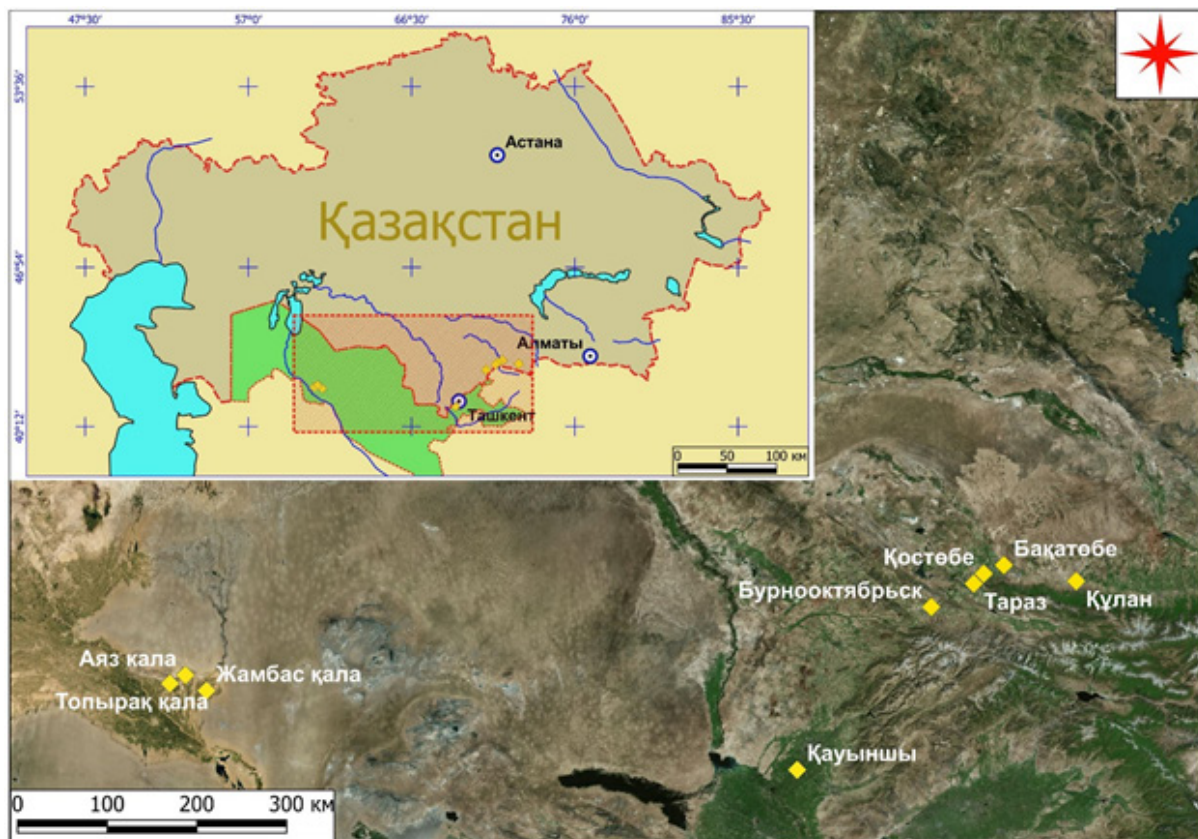 47°30'
57°0'
66°30'
76°0'
85°30'
53°36'
46°54'
40°12'
Астана
Қазақстан
Алматы
Ташкент
0 50 100 км
Қостөбе
Бақатөбе
Бурнооктябрьск
Тараз
Құлан
Аяз қала
Жамбас қала
Топырақ қала
Қауыншы
0 100 200 300 км